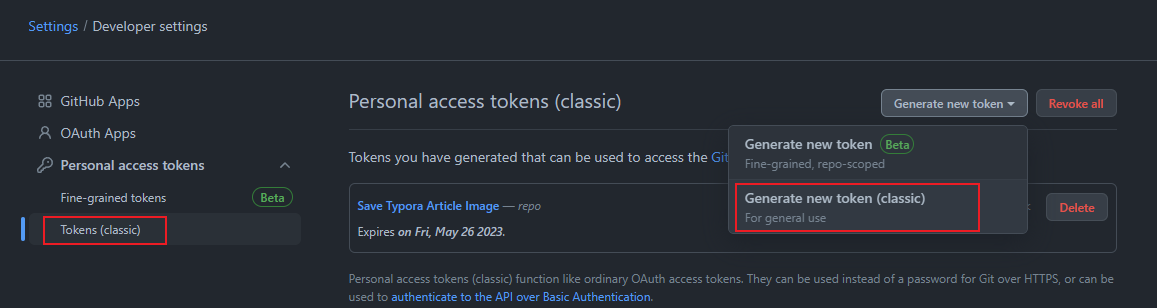 Settings / Developer settings
GitHub Apps
OAuth Apps
Personal access tokens
Fine-grained tokens Beta
Tokens (classic)
Personal access tokens (classic)
Generate new token
Revoke all
Generate new token Beta
Fine-grained, repo-scoped
Generate new token (classic)
For general use
Tokens you have generated that can be used to access the
Save Typora Article Image — repo
Delete
Expires on Fri, May 26 2023.
Personal access tokens (classic) function like ordinary OAuth access tokens. They can be used instead of a password for Git over HTTPS, or can be
used to authenticate to the API over Basic Authentication.